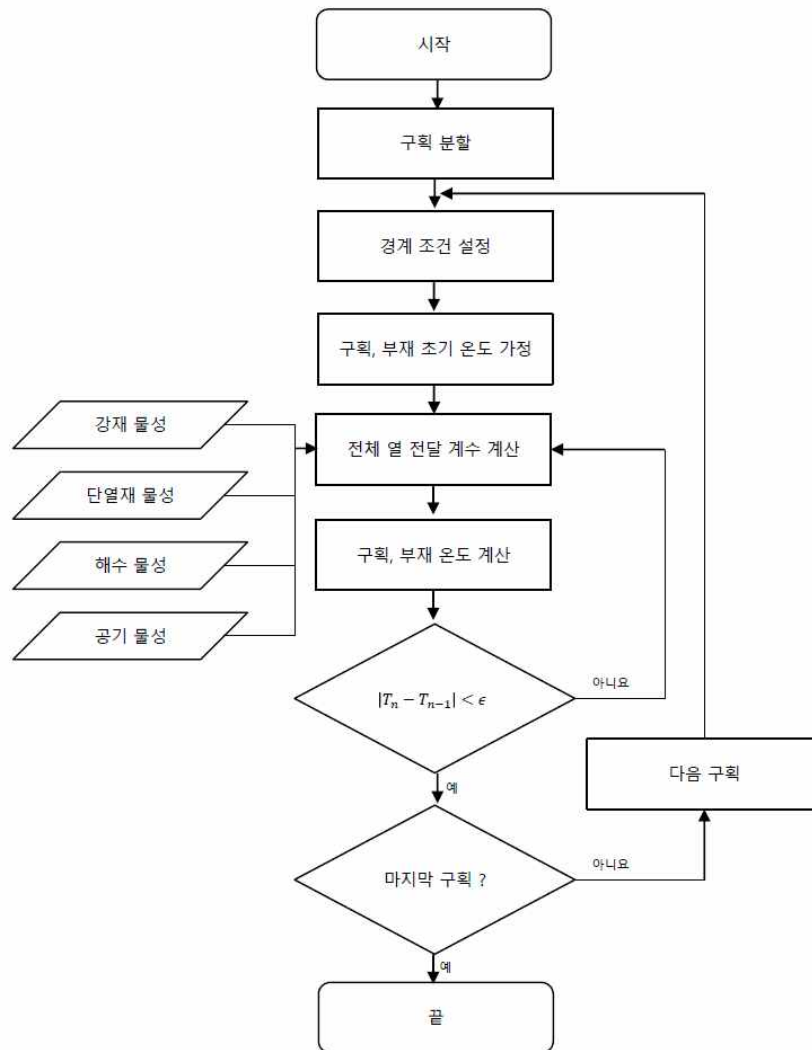 시작
구획 분할
경계 조건 설정
구획, 부재 초기 온도 가정
강재 물성
전체 열 전달 계수 계산
단열재 물성
구획, 부재 온도 계산
해수 물성
공기 물성
|Tₙ − Tₙ₋₁| < ϵ
아니요
예
다음 구획
마지막 구획 ?
아니요
예
끝